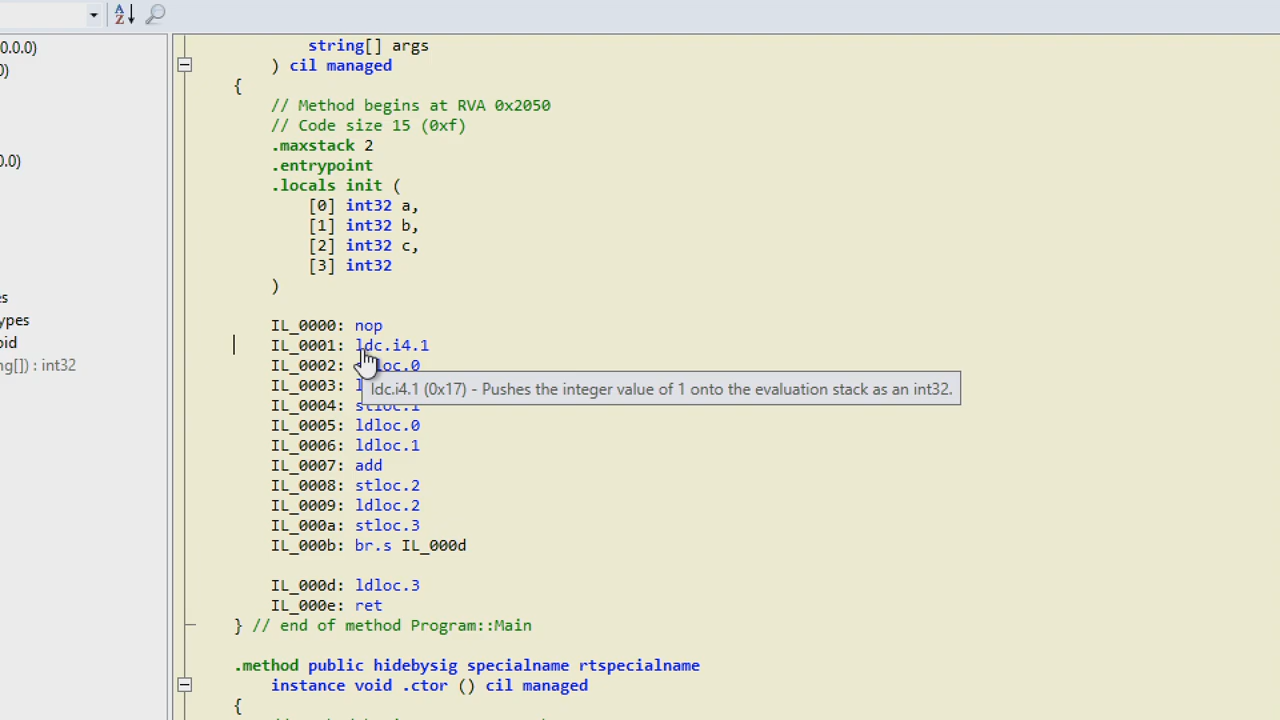 0.0.0)
)
0.0)
s
ypes
oid
ng[]) : int32
string[] args
) cil managed
{
// Method begins at RVA 0x2050
// Code size 15 (0xf)
.maxstack 2
.entrypoint
.locals init (
[0] int32 a,
[1] int32 b,
[2] int32 c,
[3] int32
)
IL_0000: nop
IL_0001: ldc.i4.1
IL_0002: loc.0
IL_0003: l
ldc.i4.1 (0x17) - Pushes the integer value of 1 onto the evaluation stack as an int32.
IL_0004: stloc.1
IL_0005: ldloc.0
IL_0006: ldloc.1
IL_0007: add
IL_0008: stloc.2
IL_0009: ldloc.2
IL_000a: stloc.3
IL_000b: br.s IL_000d
IL_000d: ldloc.3
IL_000e: ret
} // end of method Program::Main
.method public hidebysig specialname rtspecialname
instance void .ctor () cil managed
{